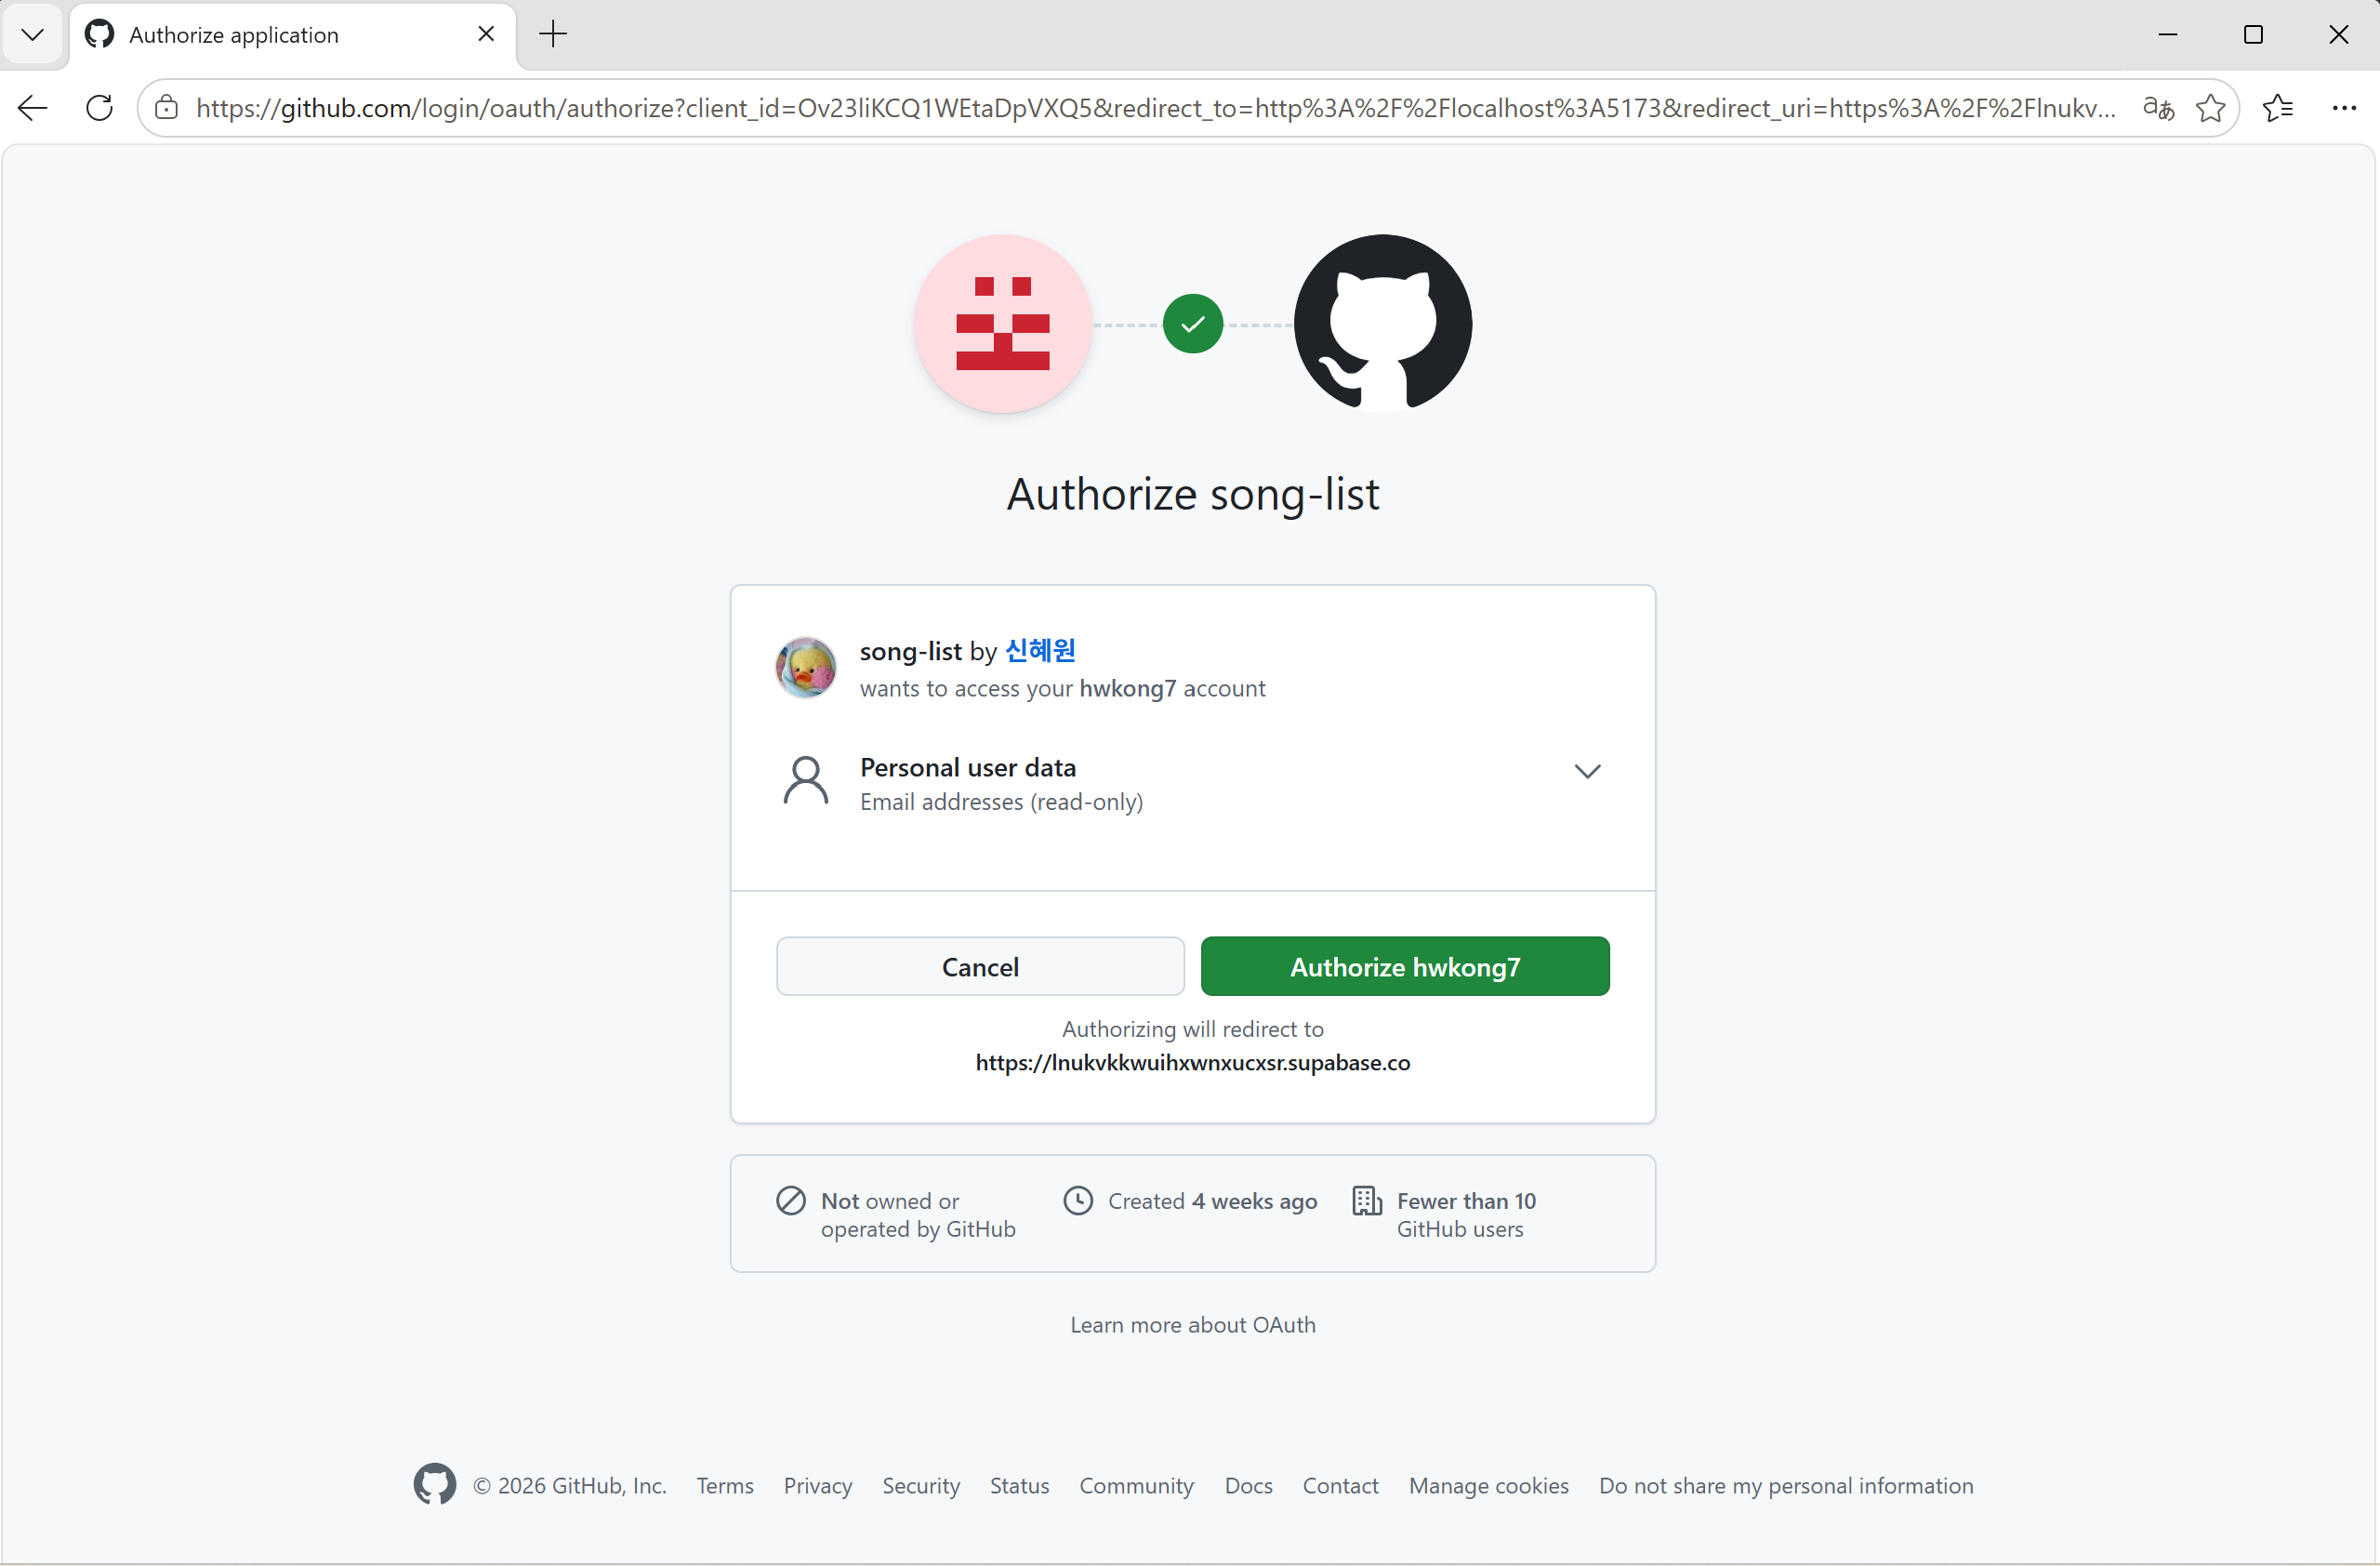 Authorize application
https://github.com/login/oauth/authorize?client_id=Ov23liKCQ1WEtaDpVXQ5&redirect_to=http%3A%2F%2Flocalhost%3A5173&redirect_uri=https%3A%2F%2Flnukv...
Authorize song-list
song-list by 신혜원
wants to access your hwkong7 account
Personal user data
Email addresses (read-only)
Cancel
Authorize hwkong7
Authorizing will redirect to
https://lnukvkkwuihxwnxucxsr.supabase.co
Not owned or
operated by GitHub
Created 4 weeks ago
Fewer than 10
GitHub users
Learn more about OAuth
© 2026 GitHub, Inc. Terms Privacy Security Status Community Docs Contact Manage cookies Do not share my personal information